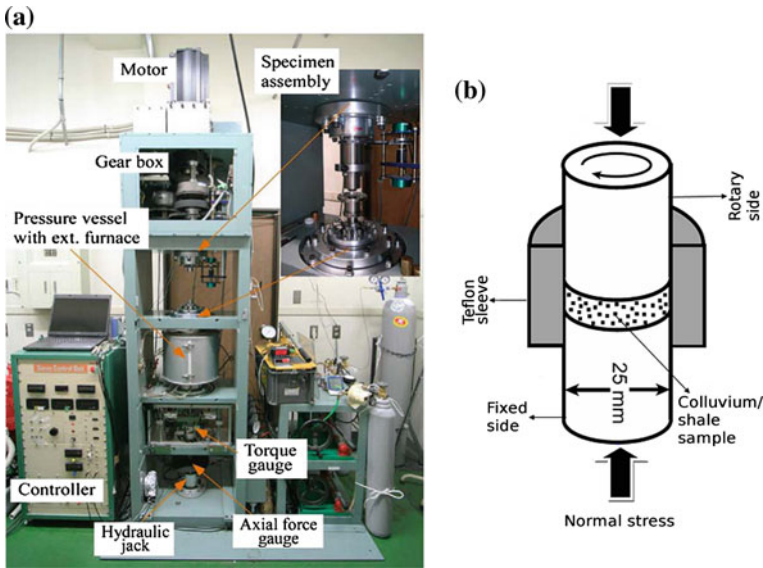 (a)
Motor
Specimen
assembly
Gear box
Pressure vessel
with ext. furnace
Torque
gauge
Controller
Hydraulic
jack
Axial force
gauge
(b)
Rotary
side
Teflon
sleeve
25 mm
Fixed
side
Colluvium/
shale
sample
Normal stress